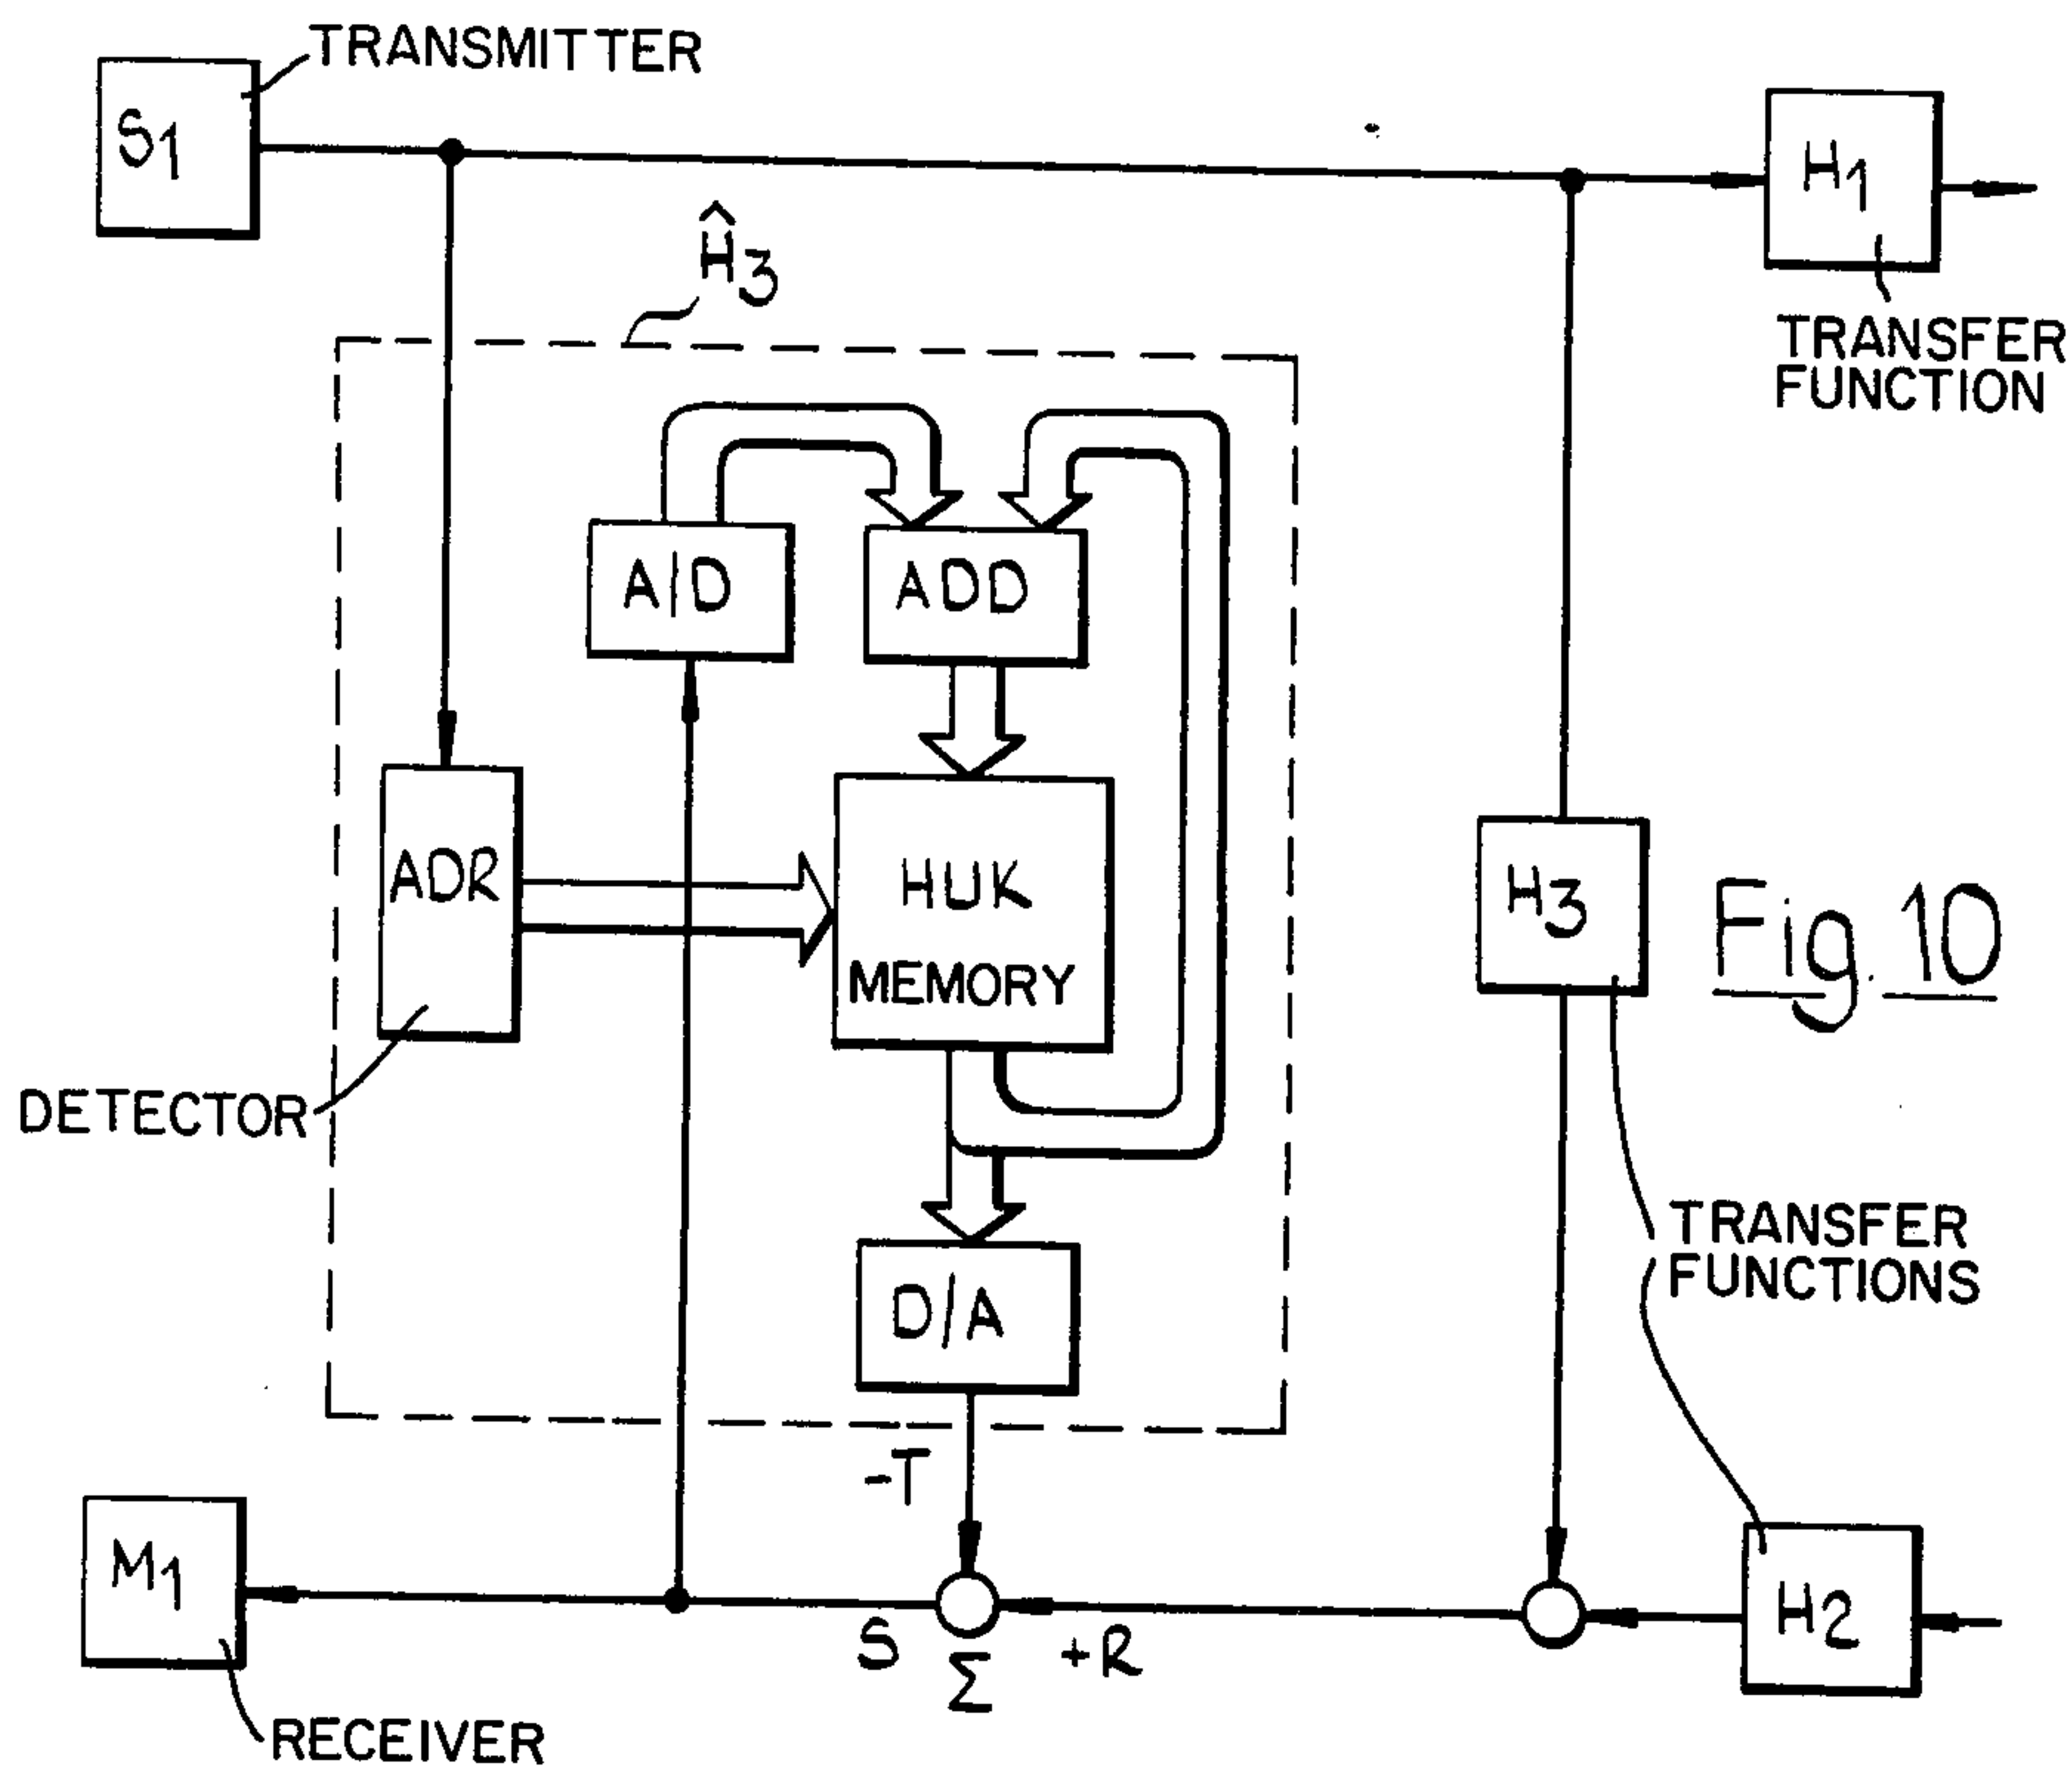 TRANSMITTER
S1
H1
Ĥ3
TRANSFER
FUNCTION
A/D
ADD
ADR
HUK
MEMORY
H3
Fig. 10
DETECTOR
TRANSFER
FUNCTIONS
D/A
-T
M1
H2
S
Σ
+R
RECEIVER